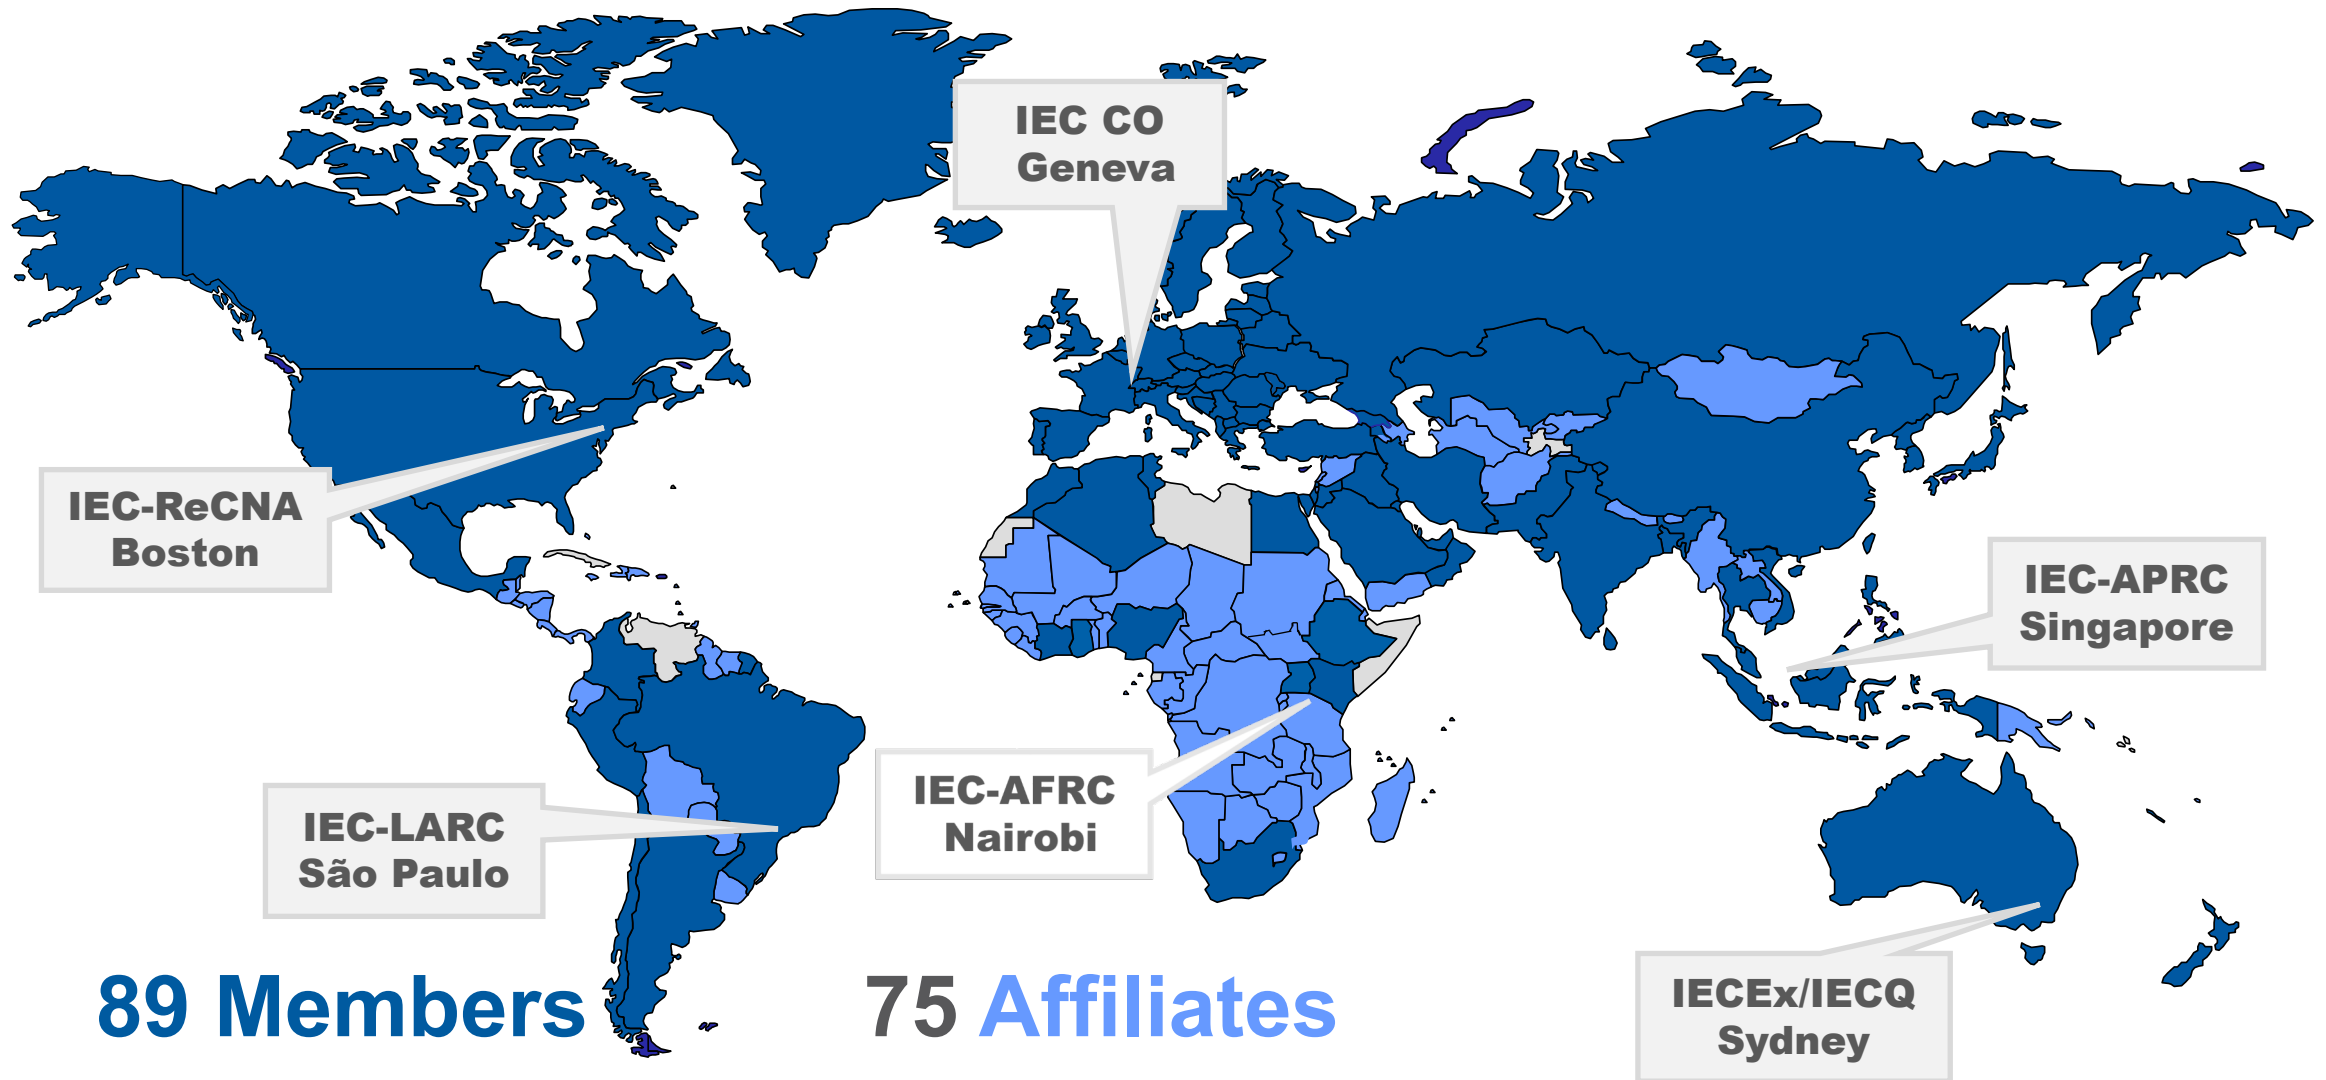 IEC CO
Geneva
IEC-ReCNA
Boston
IEC-APRC
Singapore
IEC-AFRC
Nairobi
IEC-LARC
São Paulo
IECEx/IECQ
Sydney
89 Members
75 Affiliates